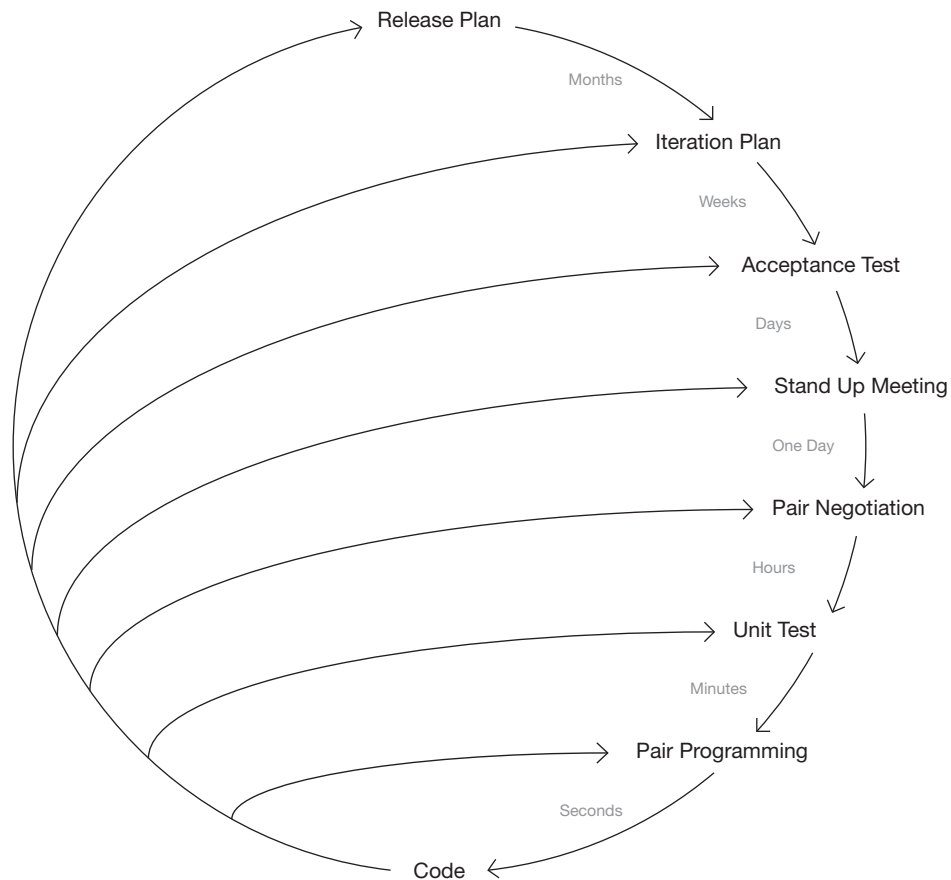 Release Plan
Months
Iteration Plan
Weeks
Acceptance Test
Days
Stand Up Meeting
One Day
Pair Negotiation
Hours
Unit Test
Minutes
Pair Programming
Seconds
Code